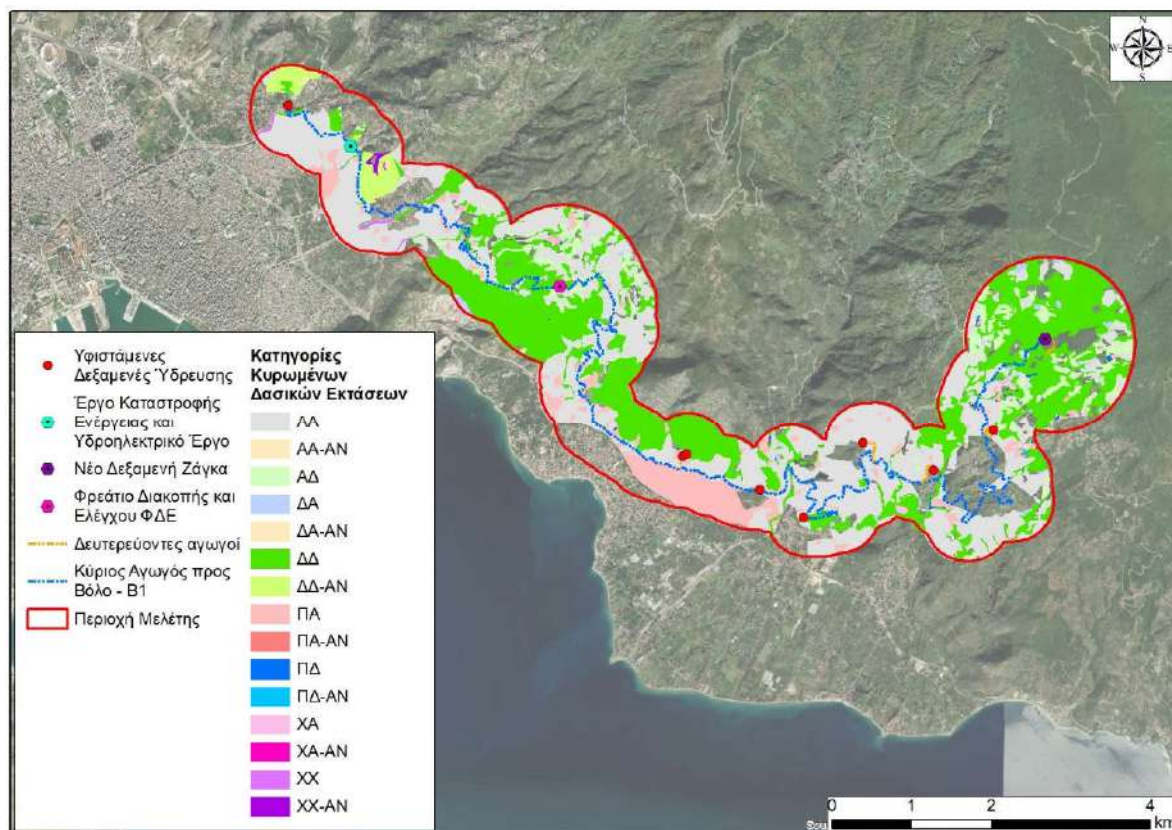 N
W
E
S
Υφιστάμενες
Δεξαμενές Ύδρευσης
Έργο Καταστροφής
Ενέργειας και
Υδροηλεκτρικό Έργο
Νέο Δεξαμενή Ζάγκα
Φρεάτιο Διακοπής και
Ελέγχου ΦΔΕ
Δευτερεύοντες αγωγοί
Κύριος Αγωγός προς
Βόλο - Β1
Περιοχή Μελέτης
Κατηγορίες
Κυρωμένων
Δασικών Εκτάσεων
ΑΑ
ΑΑ-ΑΝ
ΑΔ
ΔΑ
ΔΑ-ΑΝ
ΔΔ
ΔΔ-ΑΝ
ΠΑ
ΠΑ-ΑΝ
ΠΔ
ΠΔ-ΑΝ
ΧΑ
ΧΑ-ΑΝ
ΧΧ
ΧΧ-ΑΝ
0 1 2 4
km